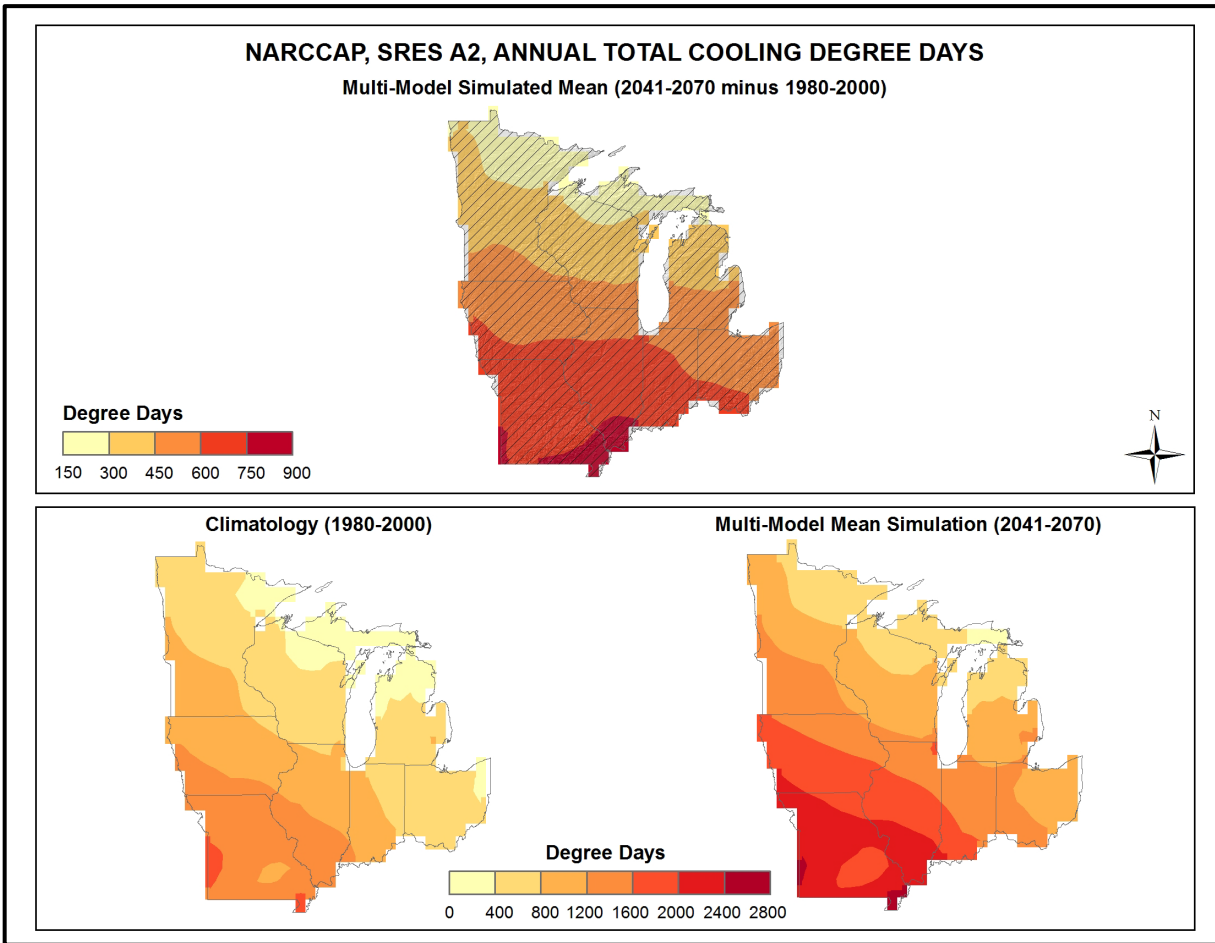 NARCCAP, SRES A2, ANNUAL TOTAL COOLING DEGREE DAYS
Multi-Model Simulated Mean (2041-2070 minus 1980-2000)
Degree Days
150 300 450 600 750 900
N
Climatology (1980-2000)
Multi-Model Mean Simulation (2041-2070)
Degree Days
0 400 800 1200 1600 2000 2400 2800